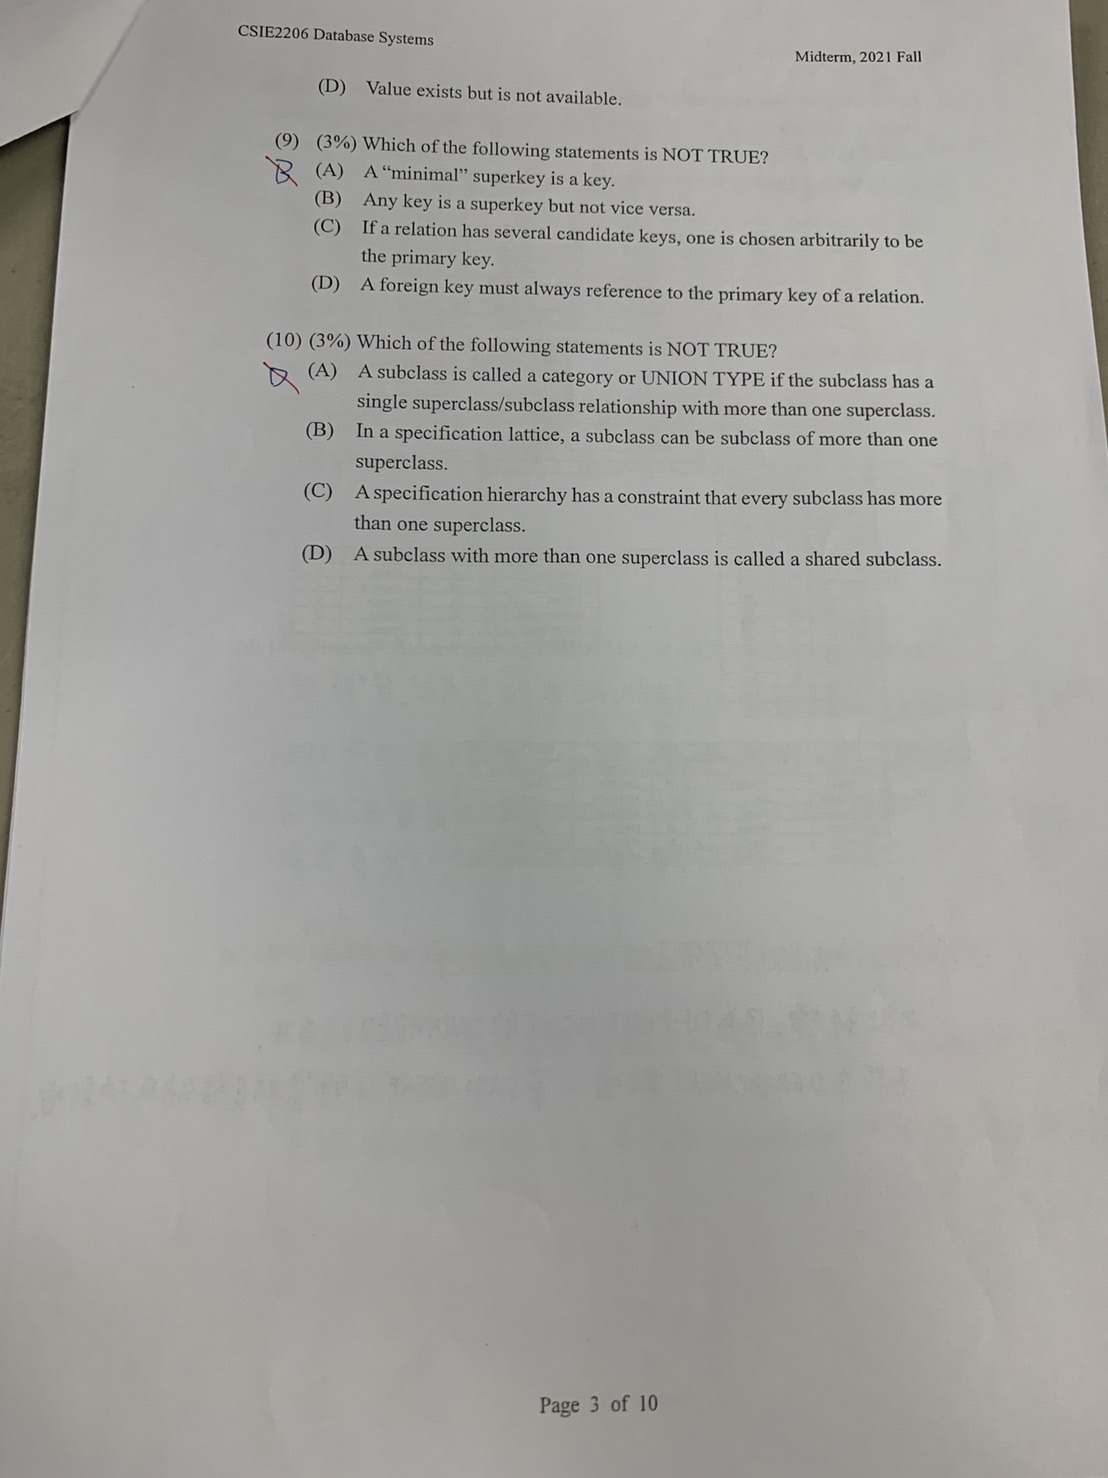 CSIE2206 Database Systems
Midterm, 2021 Fall
(D) Value exists but is not available.
(9) (3%) Which of the following statements is NOT TRUE?
B (A) A “minimal” superkey is a key.
(B) Any key is a superkey but not vice versa.
(C) If a relation has several candidate keys, one is chosen arbitrarily to be
the primary key.
(D) A foreign key must always reference to the primary key of a relation.
(10) (3%) Which of the following statements is NOT TRUE?
D (A) A subclass is called a category or UNION TYPE if the subclass has a
single superclass/subclass relationship with more than one superclass.
(B) In a specification lattice, a subclass can be subclass of more than one
superclass.
(C) A specification hierarchy has a constraint that every subclass has more
than one superclass.
(D) A subclass with more than one superclass is called a shared subclass.
Page 3 of 10